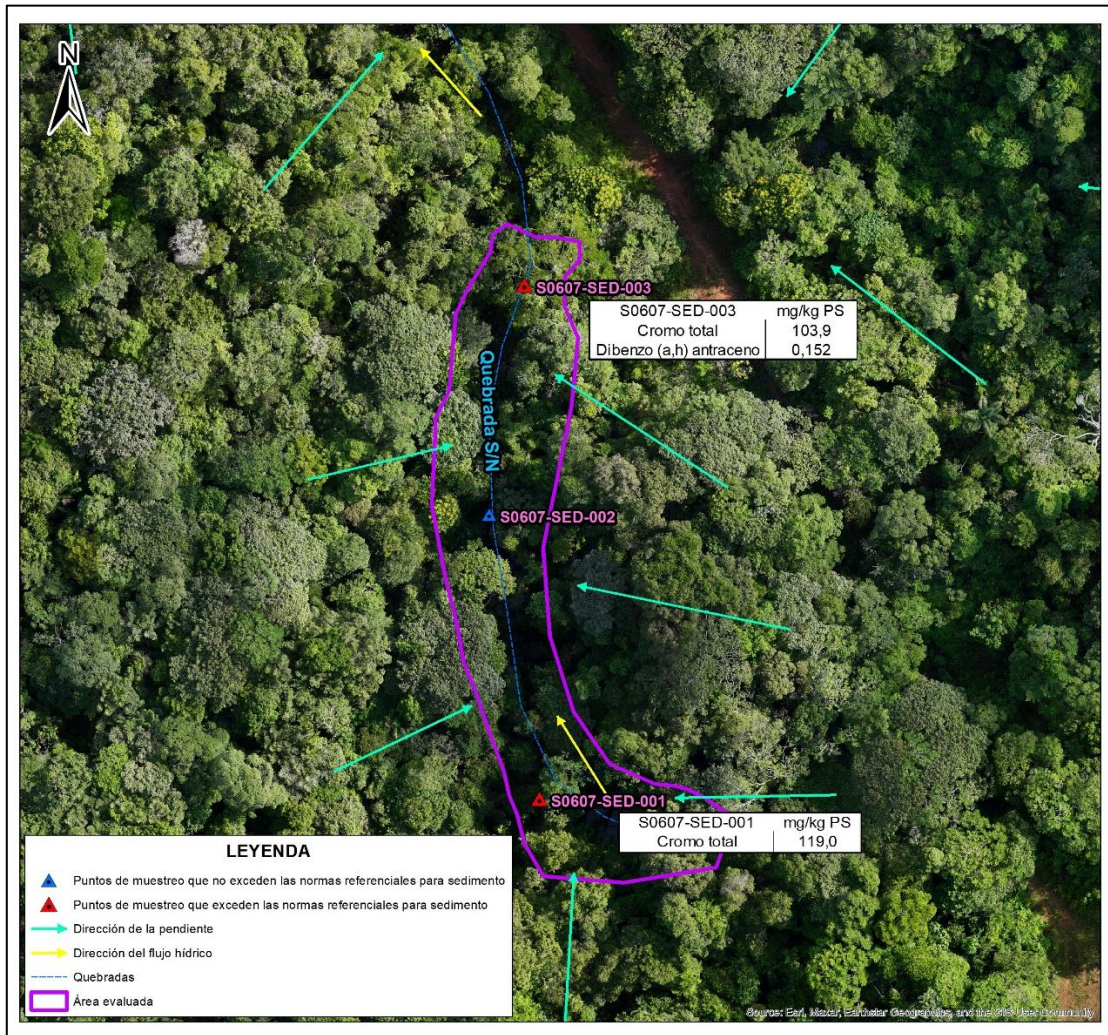 N
S0607-SED-003
S0607-SED-003 mg/kg PS
Cromo total 103,9
Dibenzo (a,h) antraceno 0,152
Quebrada S/N
S0607-SED-002
S0607-SED-001
S0607-SED-001 mg/kg PS
Cromo total 119,0
LEYENDA
Puntos de muestreo que no exceden las normas referenciales para sedimento
Puntos de muestreo que exceden las normas referenciales para sedimento
Dirección de la pendiente
Dirección del flujo hídrico
Quebradas
Área evaluada
Source: Esri, Maxar, Earthstar Geographics, and the GIS User Community